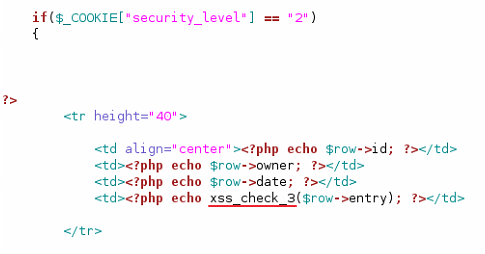 if($_COOKIE["security_level"] == "2")
{
?>
<tr height="40">
<td align="center"><?php echo $row->id; ?></td>
<td><?php echo $row->owner; ?></td>
<td><?php echo $row->date; ?></td>
<td><?php echo xss_check_3($row->entry); ?></td>
</tr>